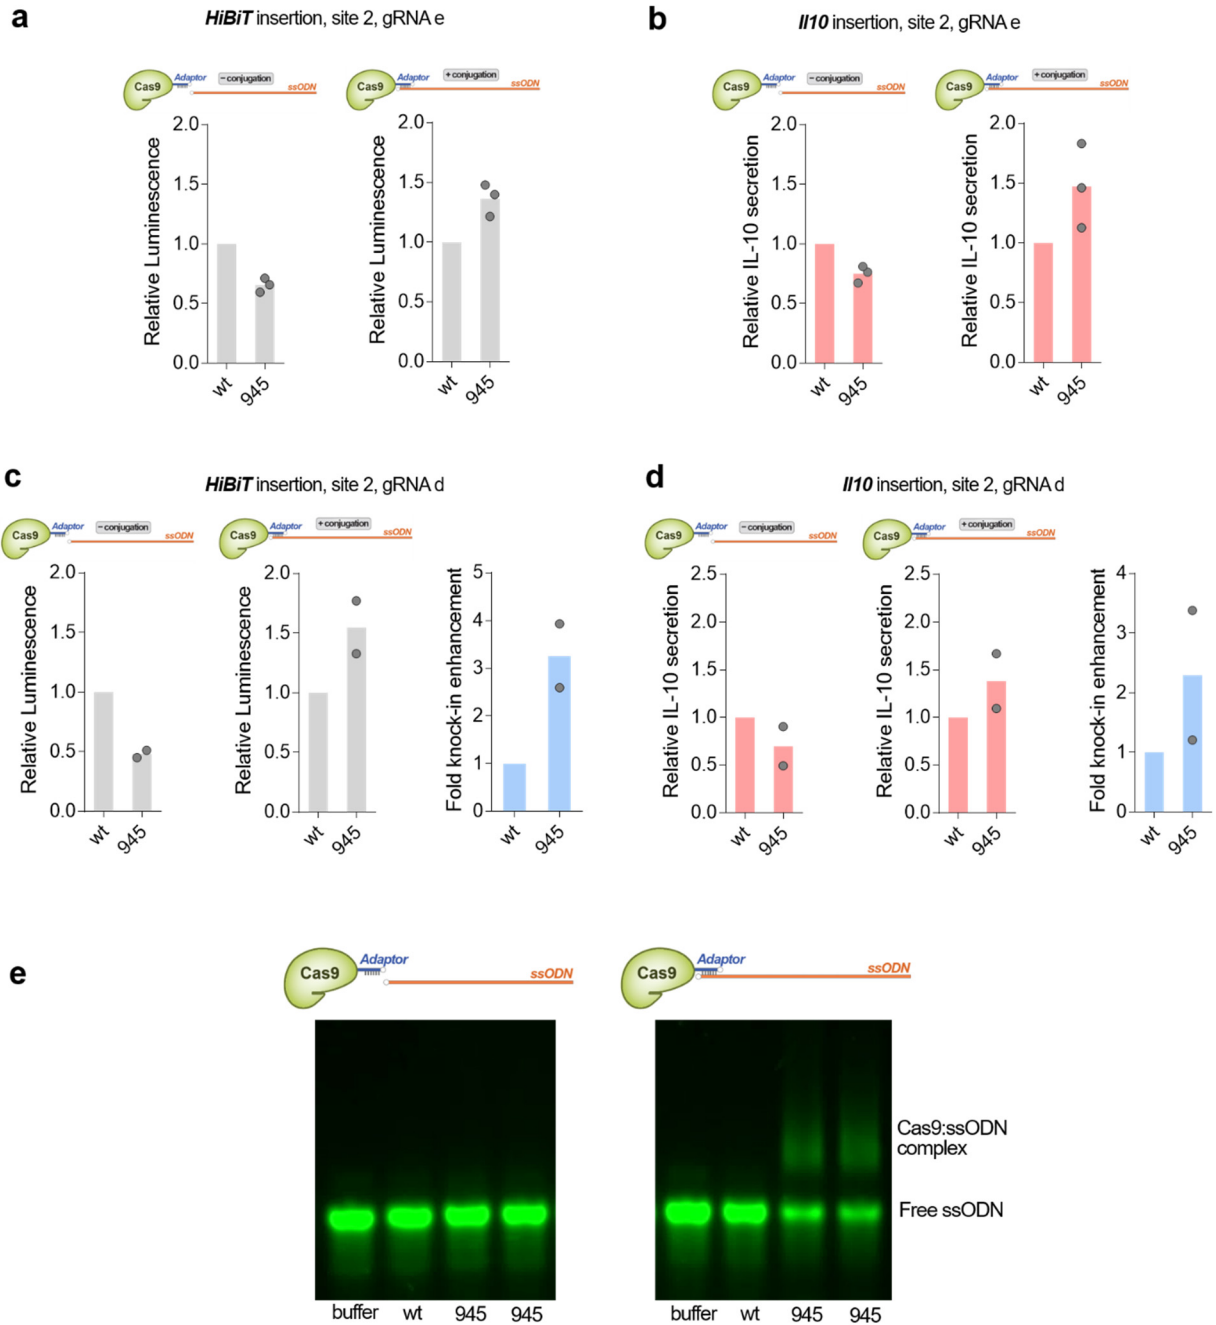 a
HiBiT insertion, site 2, gRNA e
Cas9
Adaptor
– conjugation
ssODN
Cas9
Adaptor
+ conjugation
ssODN
Relative Luminescence
2.0
1.5
1.0
0.5
0.0
wt
945
Relative Luminescence
2.0
1.5
1.0
0.5
0.0
wt
945
b
Il10 insertion, site 2, gRNA e
Cas9
Adaptor
– conjugation
ssODN
Cas9
Adaptor
+ conjugation
ssODN
Relative IL-10 secretion
2.0
1.5
1.0
0.5
0.0
wt
945
Relative IL-10 secretion
2.0
1.5
1.0
0.5
0.0
wt
945
c
HiBiT insertion, site 2, gRNA d
Cas9
Adaptor
– conjugation
ssODN
Cas9
Adaptor
+ conjugation
ssODN
Relative Luminescence
2.0
1.5
1.0
0.5
0.0
wt
945
Relative Luminescence
2.0
1.5
1.0
0.5
0.0
wt
945
Fold knock-in enhancement
5
4
3
2
1
0
wt
945
d
Il10 insertion, site 2, gRNA d
Cas9
Adaptor
– conjugation
ssODN
Cas9
Adaptor
+ conjugation
ssODN
Relative IL-10 secretion
2.5
2.0
1.5
1.0
0.5
0.0
wt
945
Relative IL-10 secretion
2.5
2.0
1.5
1.0
0.5
0.0
wt
945
Fold knock-in enhancement
4
3
2
1
0
wt
945
e
Cas9
Adaptor
ssODN
Cas9
Adaptor
ssODN
Cas9:ssODN
complex
Free ssODN
buffer wt 945 945
buffer wt 945 945